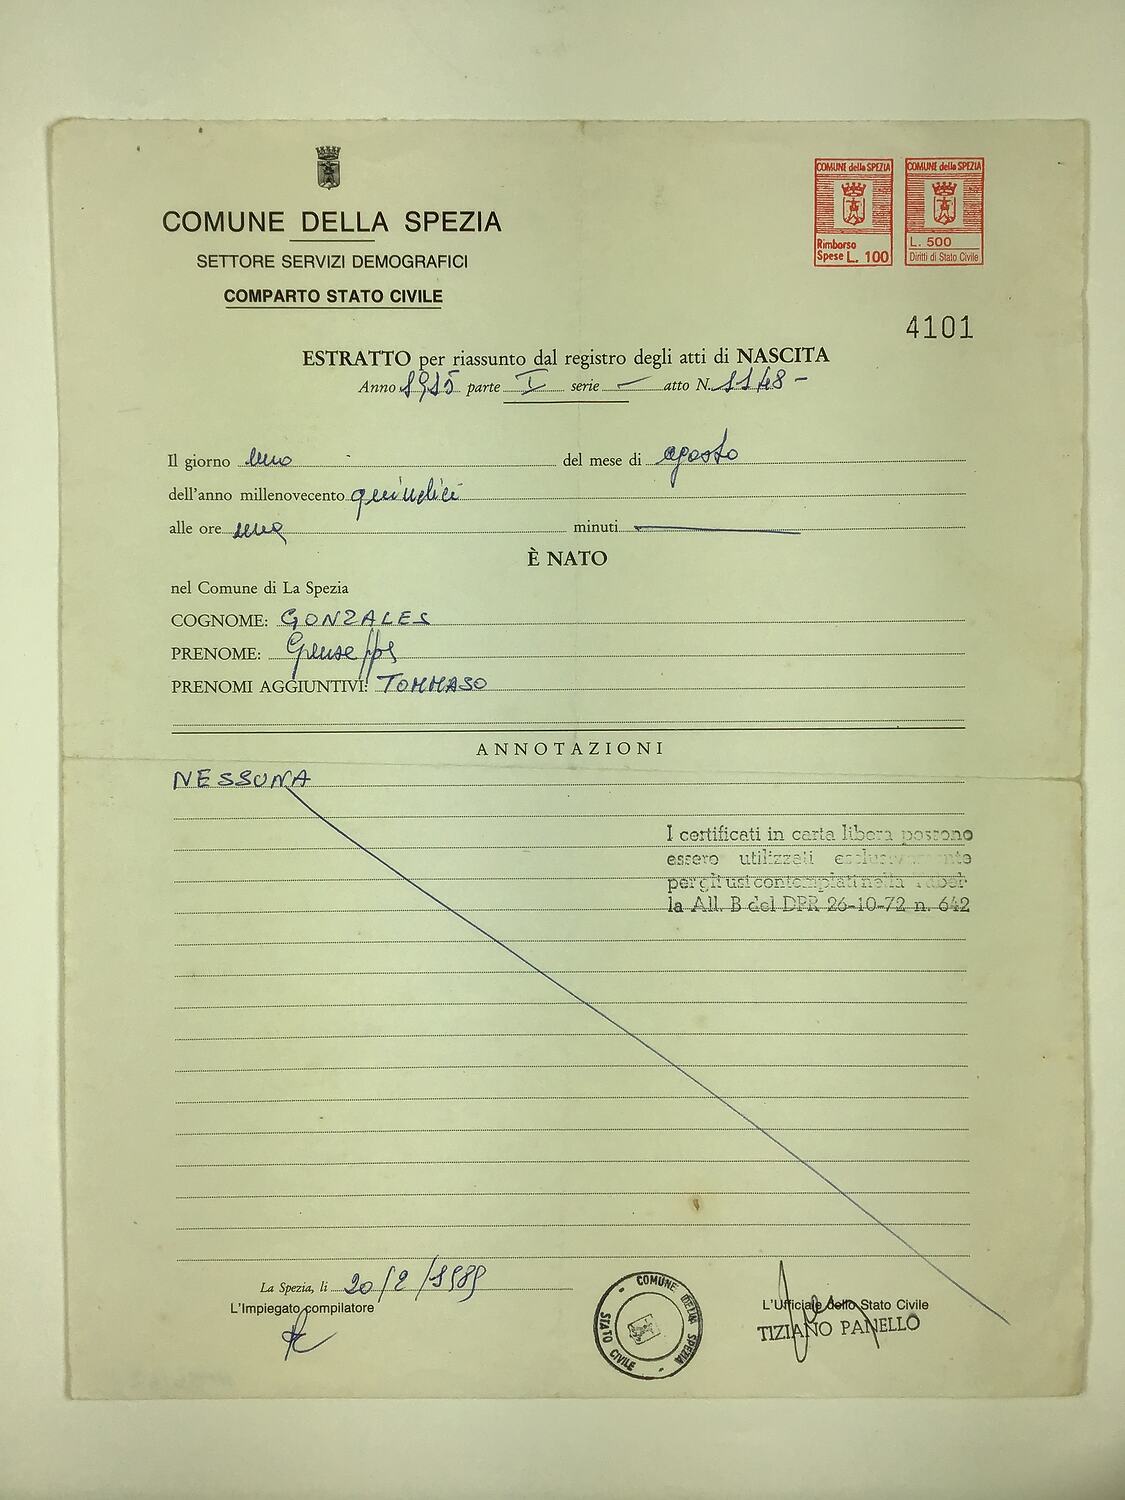 COMUNE DELLA SPEZIA
SETTORE SERVIZI DEMOGRAFICI
COMPARTO STATO CIVILE
COMUNE della SPEZIA
Rimborso
Spese L. 100
COMUNE della SPEZIA
L. 500
Diritti di Stato Civile
4101
ESTRATTO per riassunto dal registro degli atti di NASCITA
Anno 1915 parte I serie — atto N. 1148 -
Il giorno uno del mese di agosto
dell'anno millenovecento quindici
alle ore una minuti —
È NATO
nel Comune di La Spezia
COGNOME: GONZALES
PRENOME: Giuseppe
PRENOMI AGGIUNTIVI: TOMMASO
ANNOTAZIONI
NESSUNA
I certificati in carta libera possono
essere utilizzati esclusivamente
per gli usi contemplati nella Tabel-
la All. B del DPR 26-10-72 n. 642
La Spezia, li 20/2/1989
L'Impiegato compilatore
COMUNE DELLA SPEZIA - STATO CIVILE -
L'Ufficiale dello Stato Civile
TIZIANO PANELLO